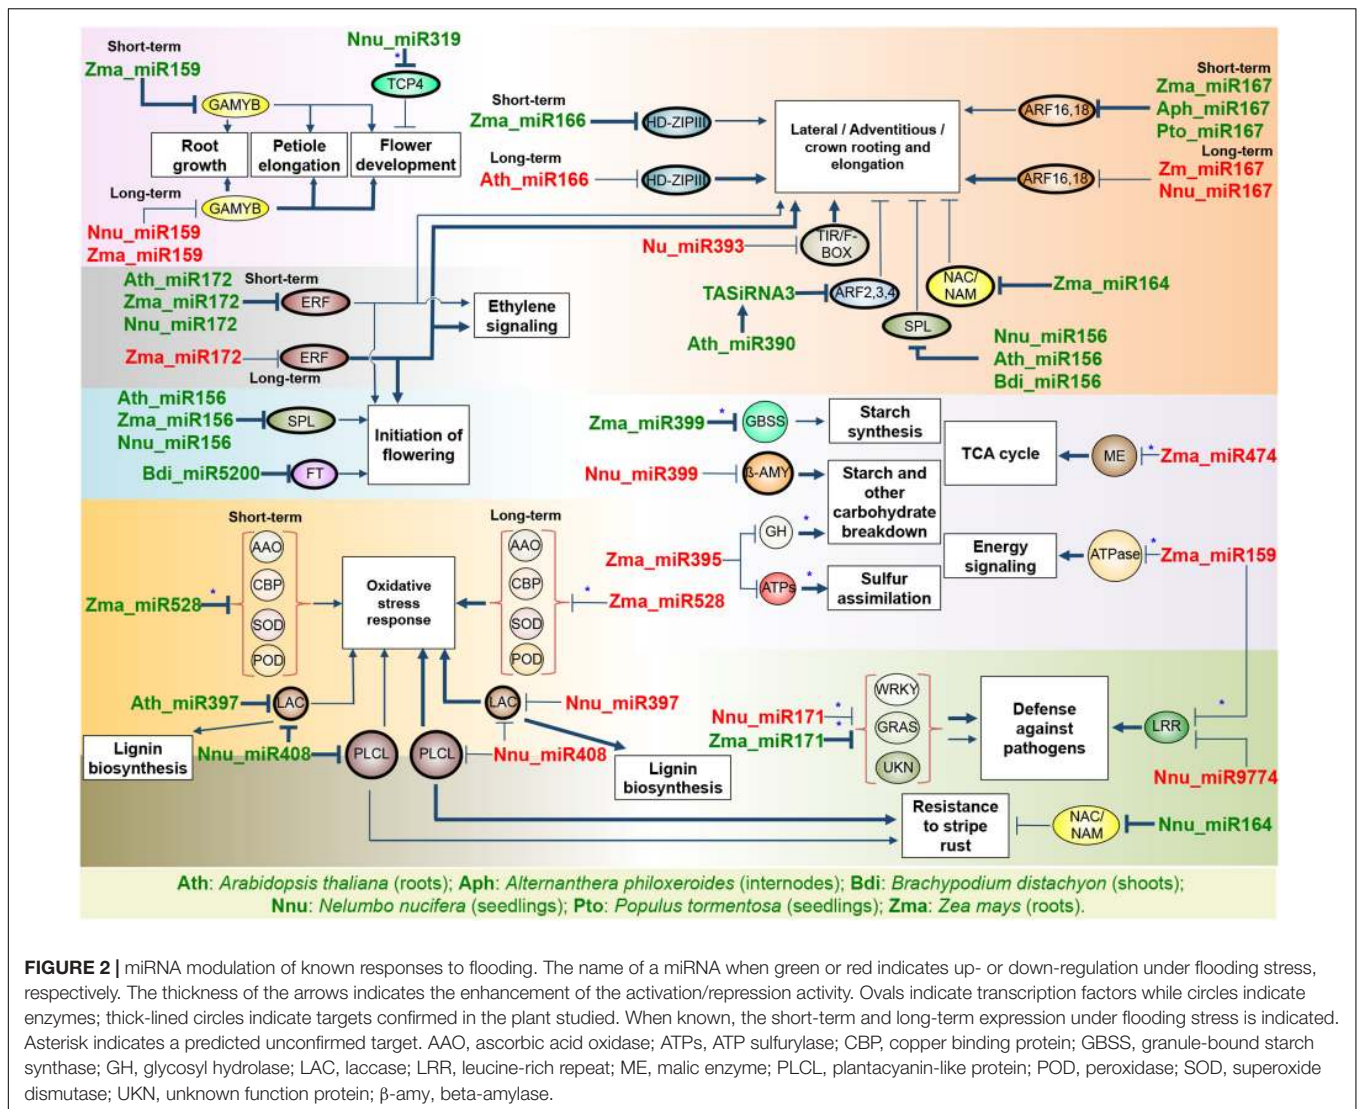 Short-term
Zma_miR159
GAMYB
Nnu_miR319
*
TCP4
Root
growth
Petiole
elongation
Flower
development
Long-term
GAMYB
Nnu_miR159
Zma_miR159
Short-term
Zma_miR166
HD-ZIPIII
Long-term
Ath_miR166
HD-ZIPIII
Lateral / Adventitious /
crown rooting and
elongation
ARF16,18
Short-term
Zma_miR167
Aph_miR167
Pto_miR167
Long-term
ARF16,18
Zm_miR167
Nnu_miR167
Nu_miR393
TIR/F-
BOX
TASiRNA3
ARF2,3,4
Ath_miR390
NAC/
NAM
Zma_miR164
SPL
Nnu_miR156
Ath_miR156
Bdi_miR156
Ath_miR172
Short-term
Zma_miR172
ERF
Nnu_miR172
Ethylene
signaling
Zma_miR172
ERF
Long-term
Ath_miR156
Zma_miR156
SPL
Nnu_miR156
Initiation of
flowering
Bdi_miR5200
FT
Zma_miR399
*
GBSS
Starch
synthesis
Nnu_miR399
ß-AMY
Starch and
other
carbohydrate
breakdown
TCA cycle
ME
*
Zma_miR474
Zma_miR395
GH
*
ATPs
*
Sulfur
assimilation
Energy
signaling
ATPase
*
Zma_miR159
Short-term
AAO
CBP
SOD
POD
Zma_miR528
*
Oxidative
stress
response
Long-term
AAO
CBP
SOD
POD
*
Zma_miR528
Ath_miR397
LAC
Lignin
biosynthesis
Nnu_miR408
PLCL
PLCL
LAC
Nnu_miR397
Nnu_miR408
Lignin
biosynthesis
Nnu_miR171
*
Zma_miR171
*
WRKY
GRAS
UKN
Defense
against
pathogens
LRR
*
Nnu_miR9774
Resistance
to stripe
rust
NAC/
NAM
Nnu_miR164
Ath: Arabidopsis thaliana (roots); Aph: Alternanthera philoxeroides (internodes); Bdi: Brachypodium distachyon (shoots);
Nnu: Nelumbo nucifera (seedlings); Pto: Populus tormentosa (seedlings); Zma: Zea mays (roots).
FIGURE 2 | miRNA modulation of known responses to flooding. The name of a miRNA when green or red indicates up- or down-regulation under flooding stress,
respectively. The thickness of the arrows indicates the enhancement of the activation/repression activity. Ovals indicate transcription factors while circles indicate
enzymes; thick-lined circles indicate targets confirmed in the plant studied. When known, the short-term and long-term expression under flooding stress is indicated.
Asterisk indicates a predicted unconfirmed target. AAO, ascorbic acid oxidase; ATPs, ATP sulfurylase; CBP, copper binding protein; GBSS, granule-bound starch
synthase; GH, glycosyl hydrolase; LAC, laccase; LRR, leucine-rich repeat; ME, malic enzyme; PLCL, plantacyanin-like protein; POD, peroxidase; SOD, superoxide
dismutase; UKN, unknown function protein; β-amy, beta-amylase.